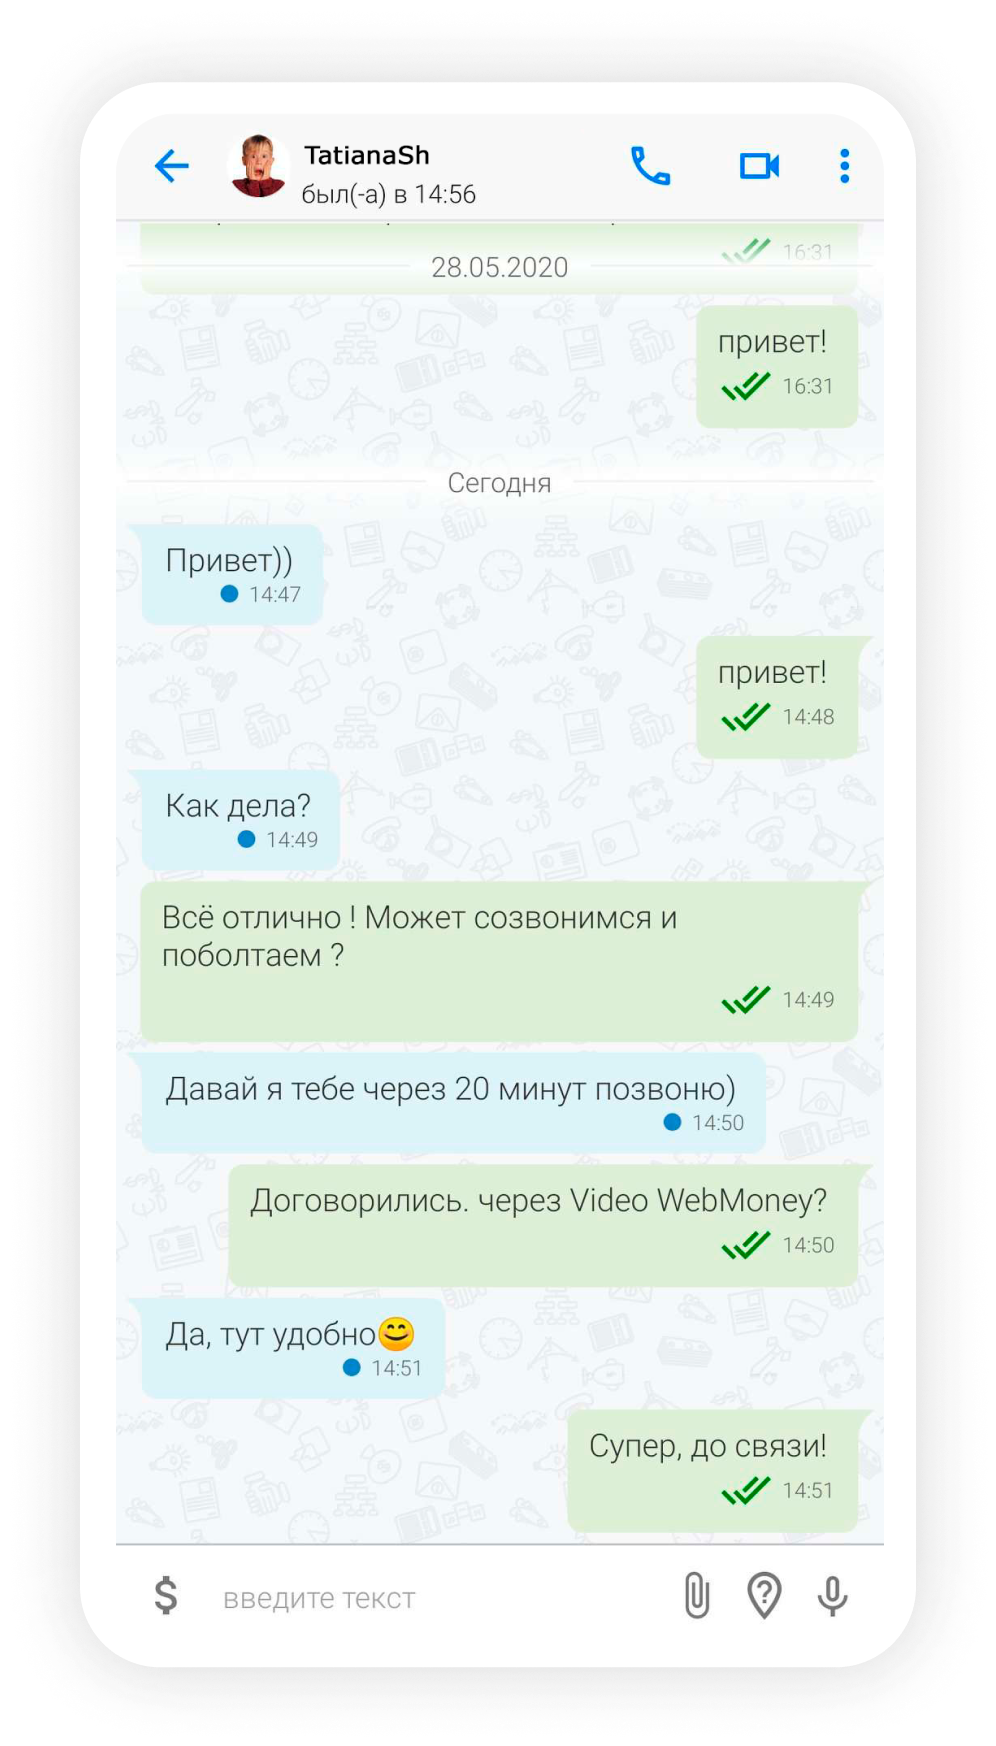 TatianaSh
был(-а) в 14:56
16:31
28.05.2020
привет!
16:31
Сегодня
Привет))
14:47
привет!
14:48
Как дела?
14:49
Всё отлично ! Может созвонимся и
поболтаем ?
14:49
Давай я тебе через 20 минут позвоню)
14:50
Договорились. через Video WebMoney?
14:50
Да, тут удобно😊
14:51
Супер, до связи!
14:51
$ введите текст